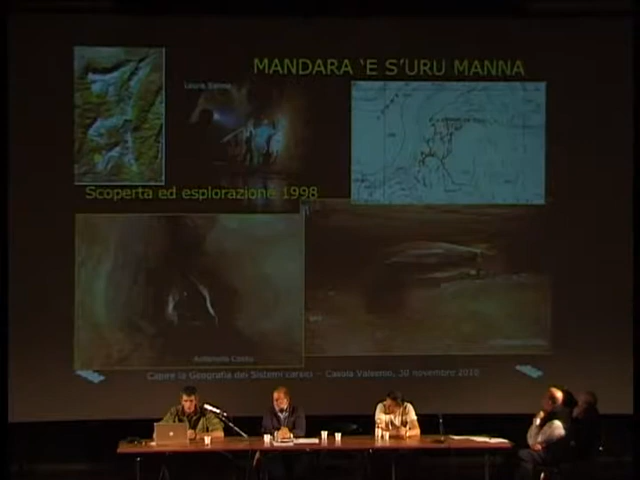 MANDARA 'E S'URU MANNA
Scoperta ed esplorazione 1998
Capire la Geografia dei Sistemi carsici – Casola Valsenio, 30 novembre 2010